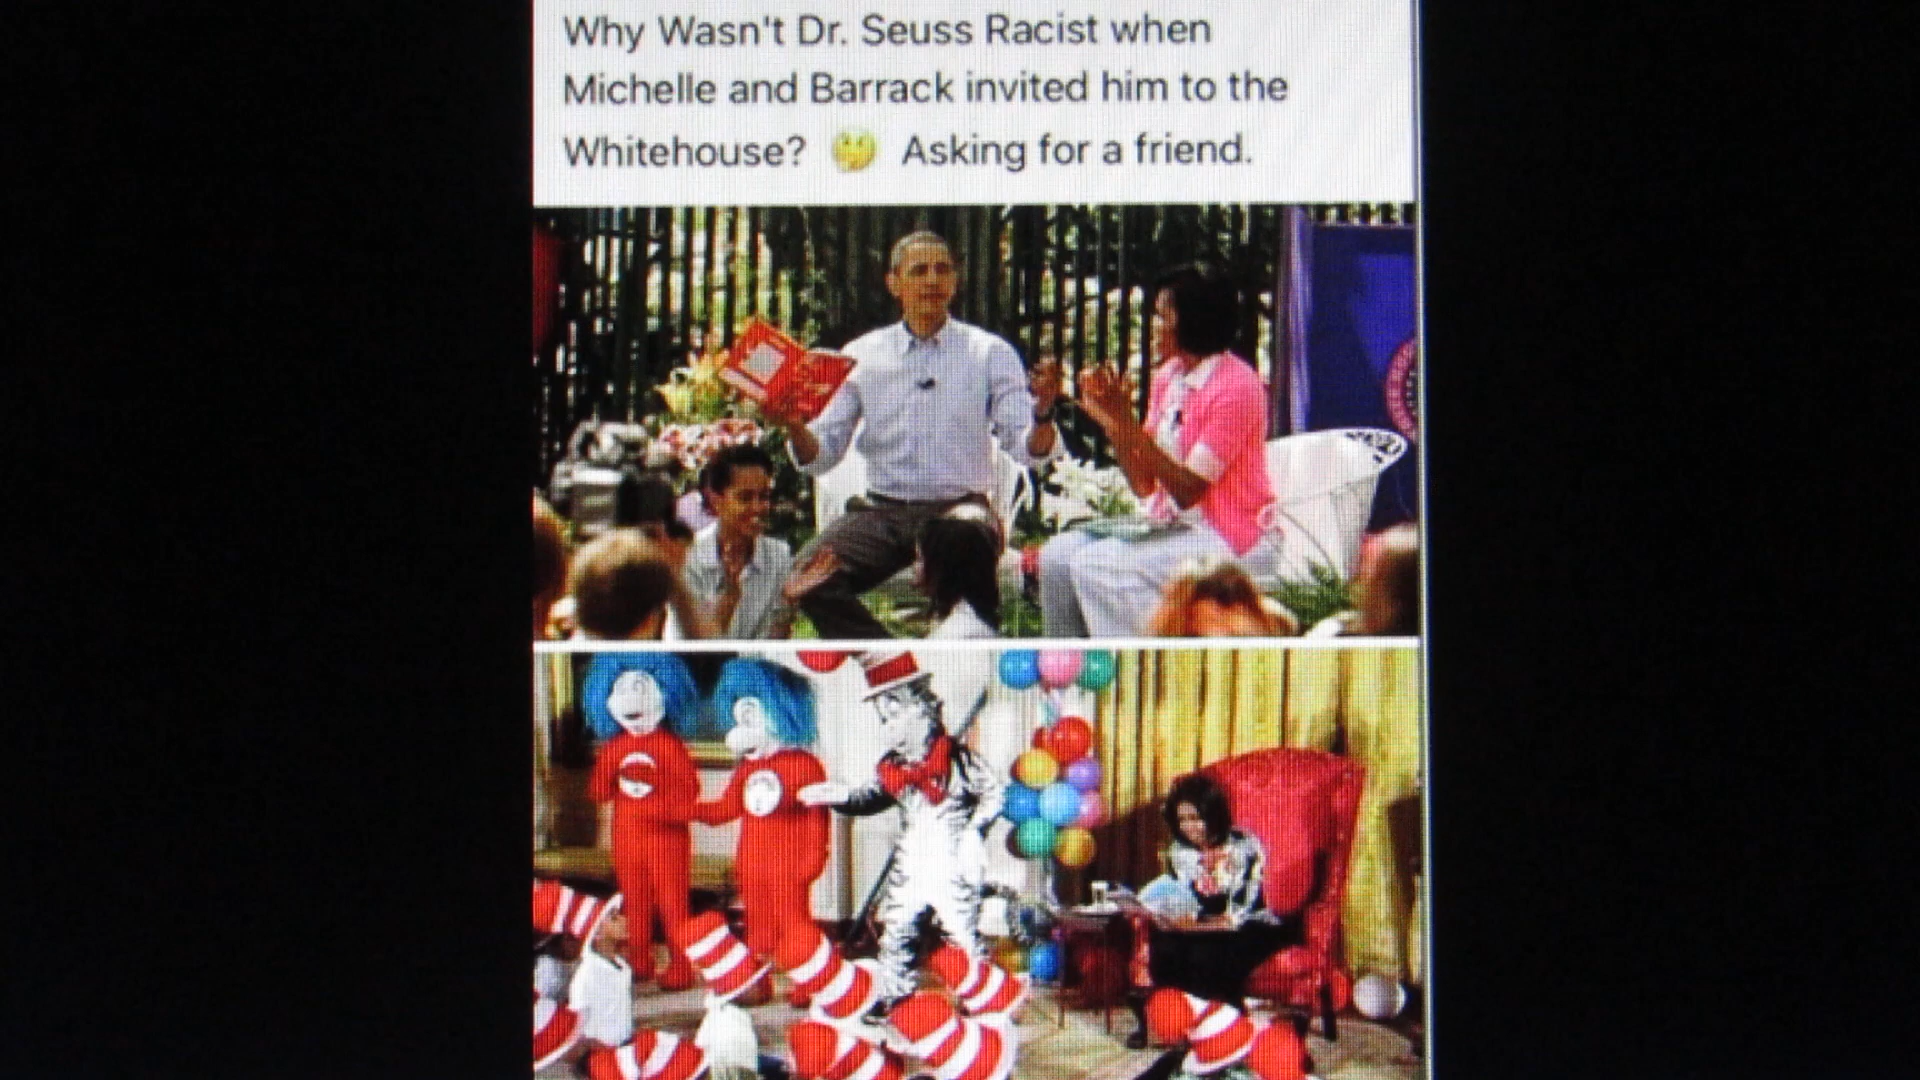 Why Wasn't Dr. Seuss Racist when
Michelle and Barrack invited him to the
Whitehouse? 🤔 Asking for a friend.